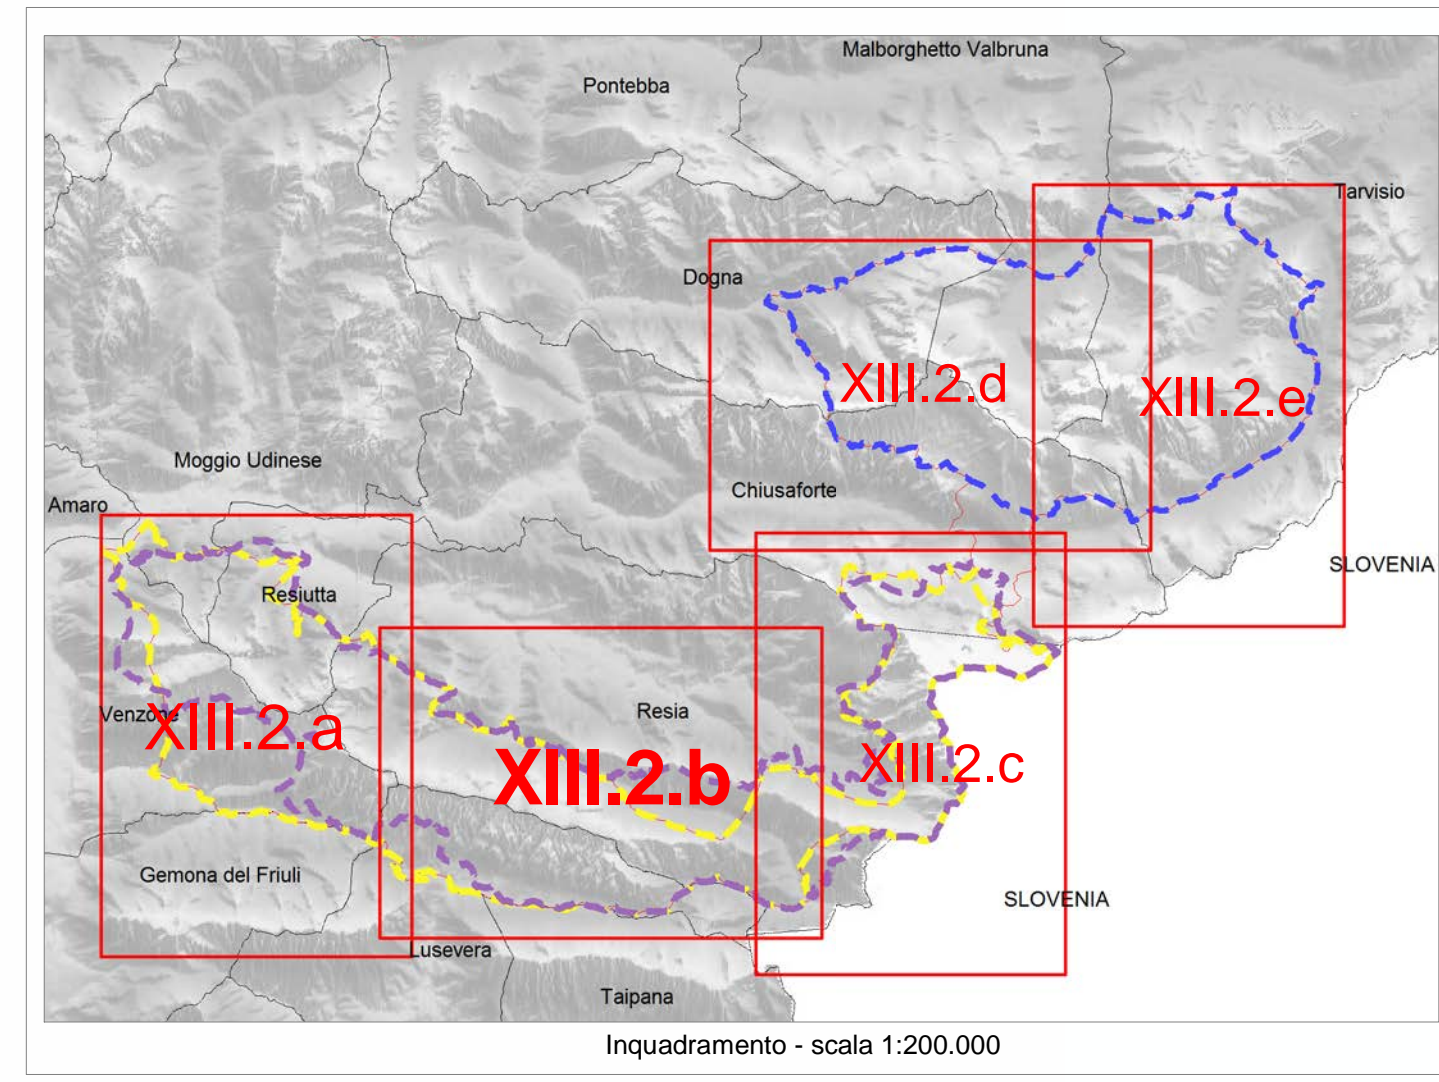 Malborghetto Valbruna
Pontebba
Tarvisio
Dogna
XIII.2.d
XIII.2.e
Moggio Udinese
Chiusaforte
Amaro
SLOVENIA
Resiutta
Resia
Venzone
XIII.2.a
XIII.2.b
XIII.2.c
Gemona del Friuli
SLOVENIA
Lusevera
Taipana
Inquadramento - scala 1:200.000